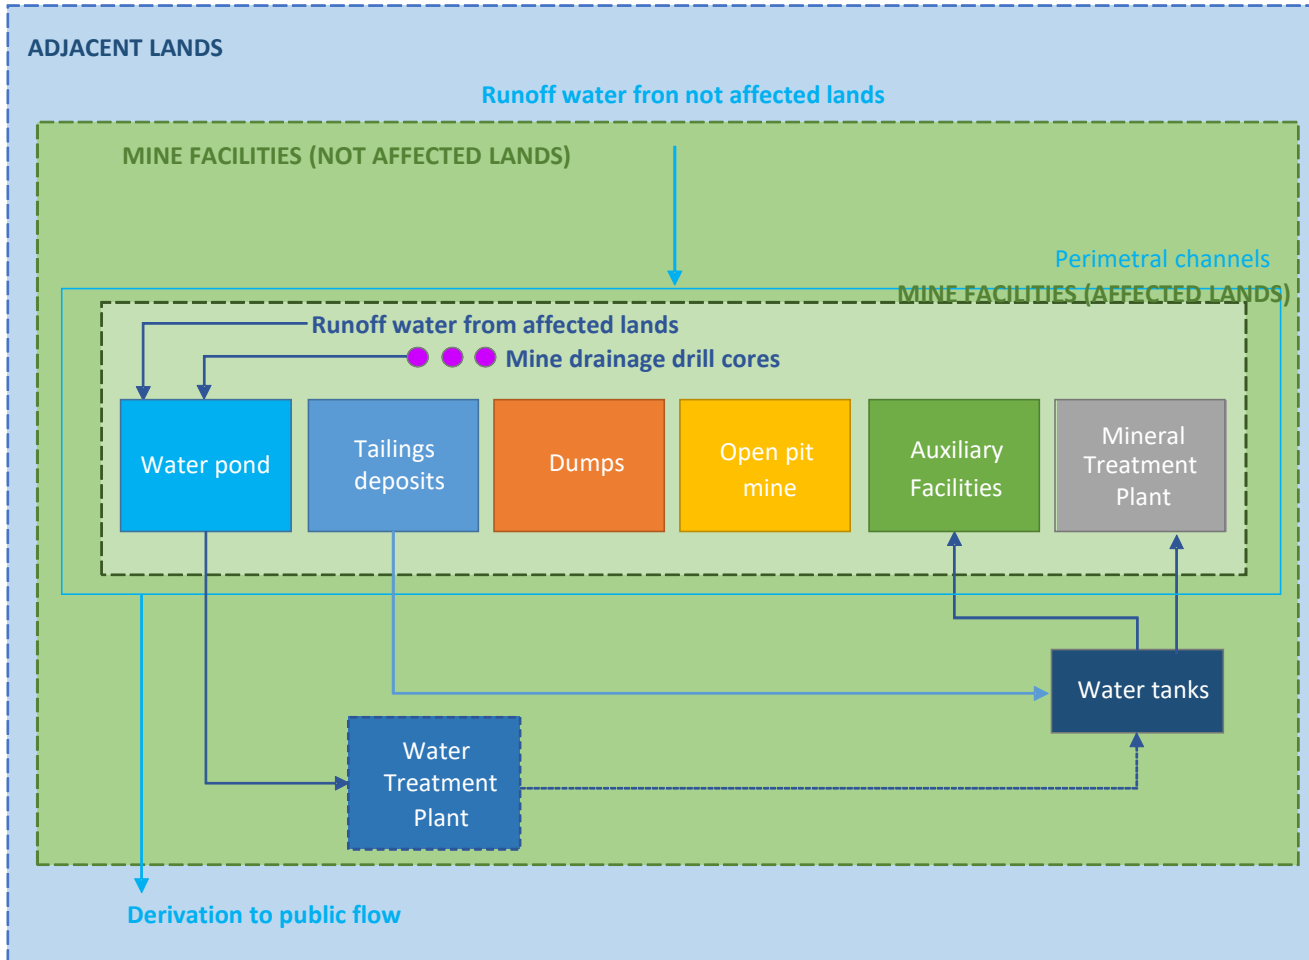 ADJACENT LANDS
Runoff water fron not affected lands
MINE FACILITIES (NOT AFFECTED LANDS)
Perimetral channels
MINE FACILITIES (AFFECTED LANDS)
Runoff water from affected lands
Mine drainage drill cores
Water pond
Tailings
deposits
Dumps
Open pit
mine
Auxiliary
Facilities
Mineral
Treatment
Plant
Water tanks
Water
Treatment
Plant
Derivation to public flow